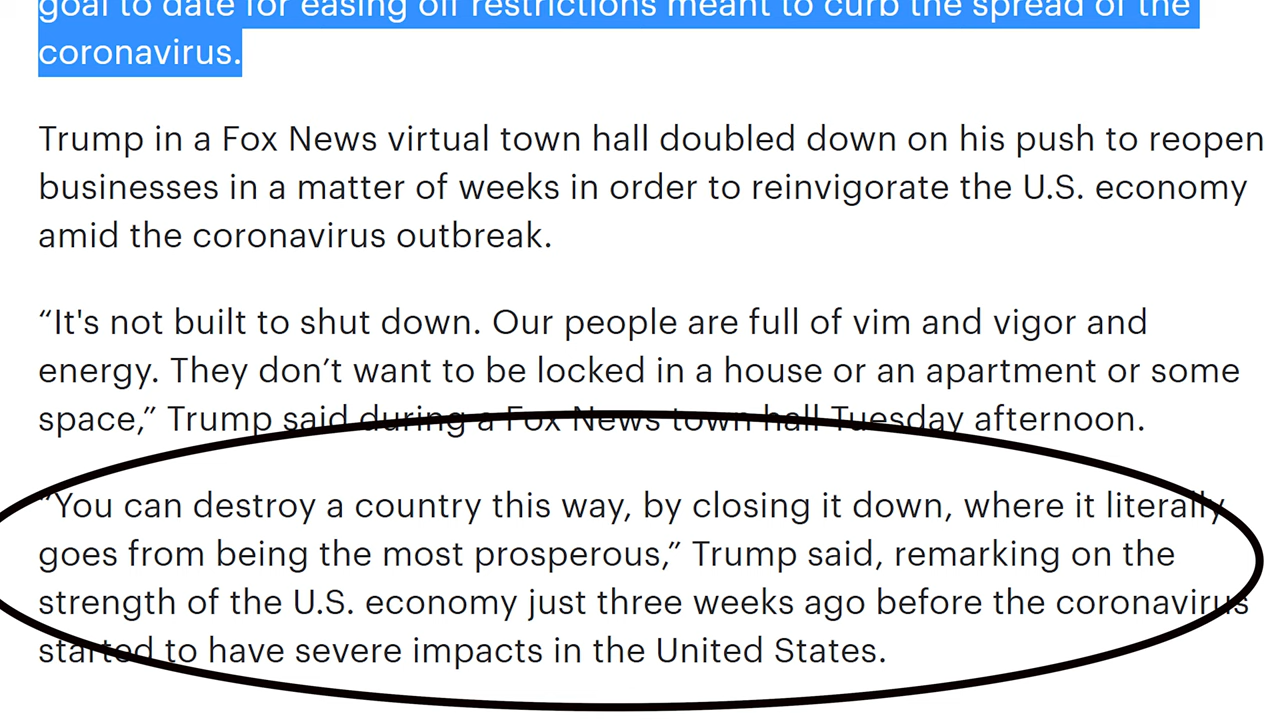 goal to date for easing off restrictions meant to curb the spread of the
coronavirus.
Trump in a Fox News virtual town hall doubled down on his push to reopen
businesses in a matter of weeks in order to reinvigorate the U.S. economy
amid the coronavirus outbreak.
“It's not built to shut down. Our people are full of vim and vigor and
energy. They don’t want to be locked in a house or an apartment or some
space,” Trump said during a Fox News town hall Tuesday afternoon.
“You can destroy a country this way, by closing it down, where it literally
goes from being the most prosperous,” Trump said, remarking on the
strength of the U.S. economy just three weeks ago before the coronavirus
started to have severe impacts in the United States.